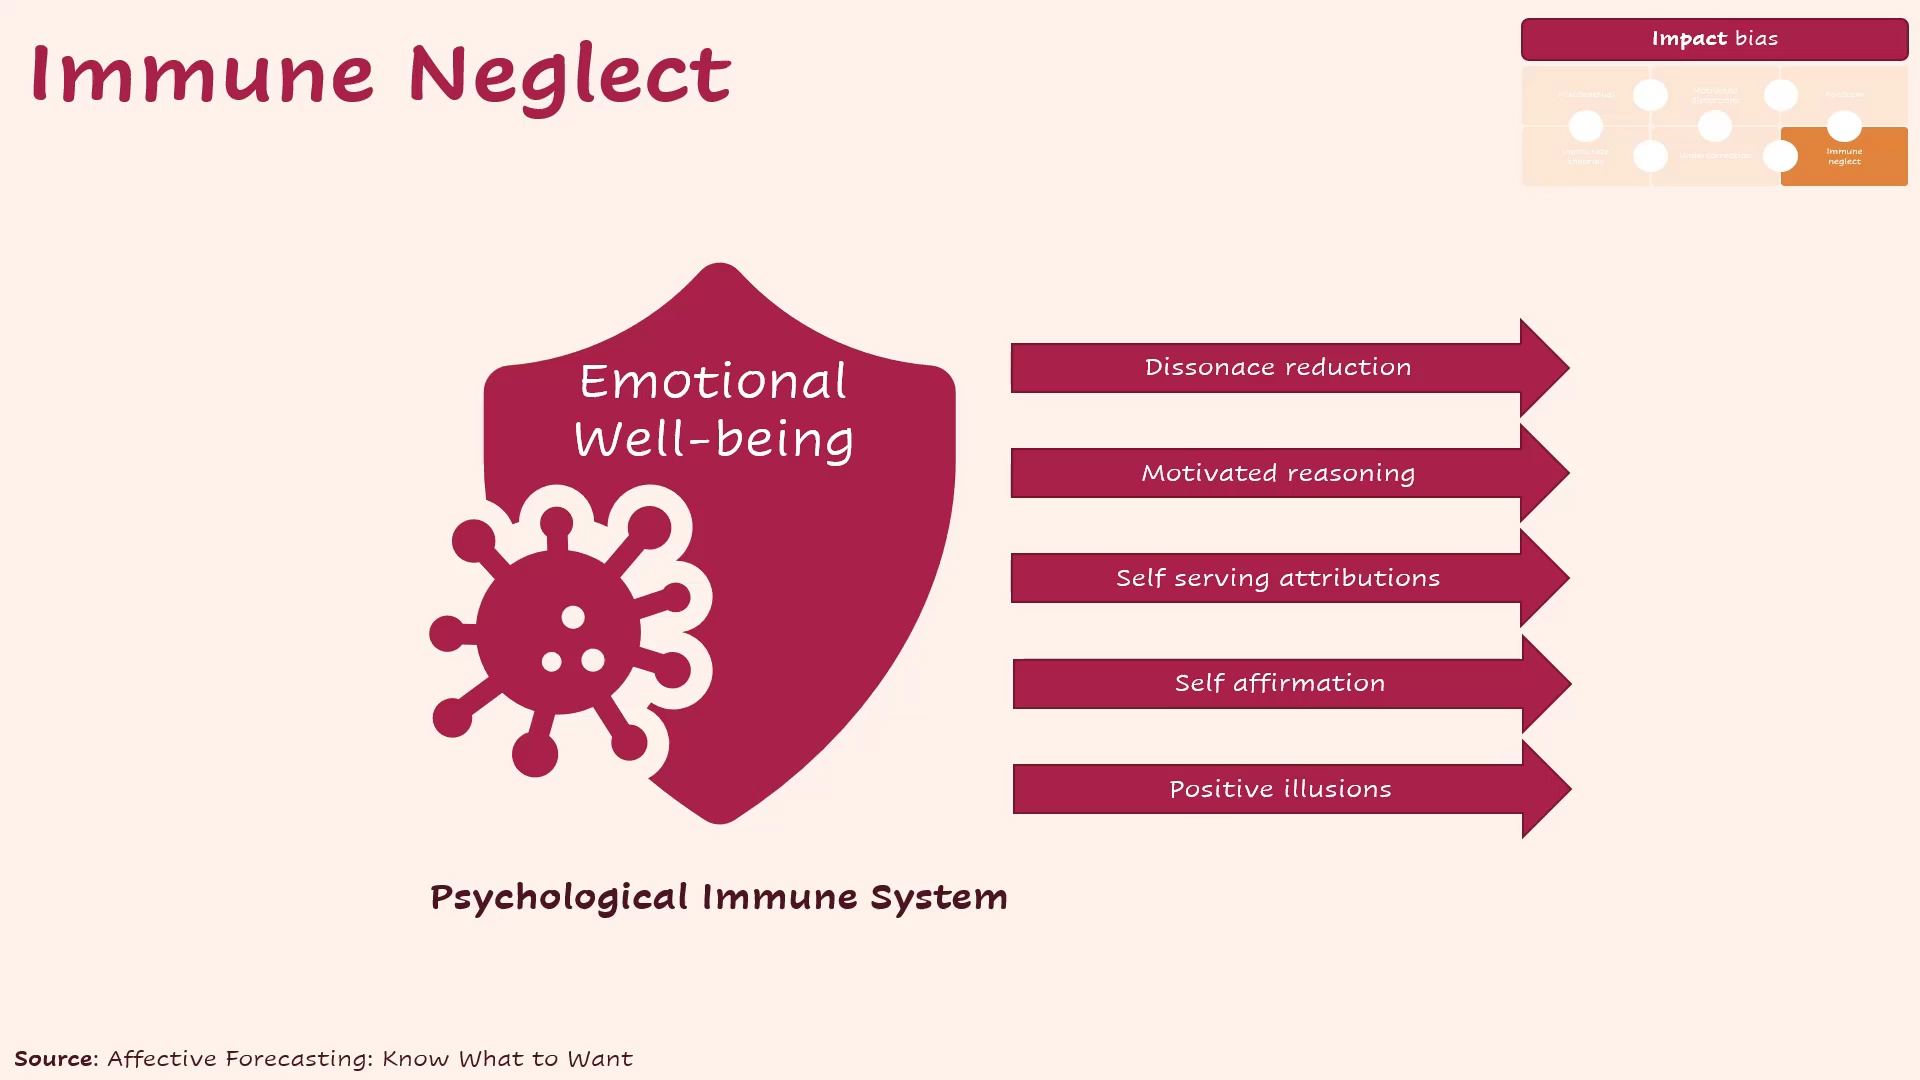 Immune Neglect
Impact bias
Immune
neglect
Emotional
Well-being
Dissonace reduction
Motivated reasoning
Self serving attributions
Self affirmation
Positive illusions
Psychological Immune System
Source: Affective Forecasting: Know What to Want